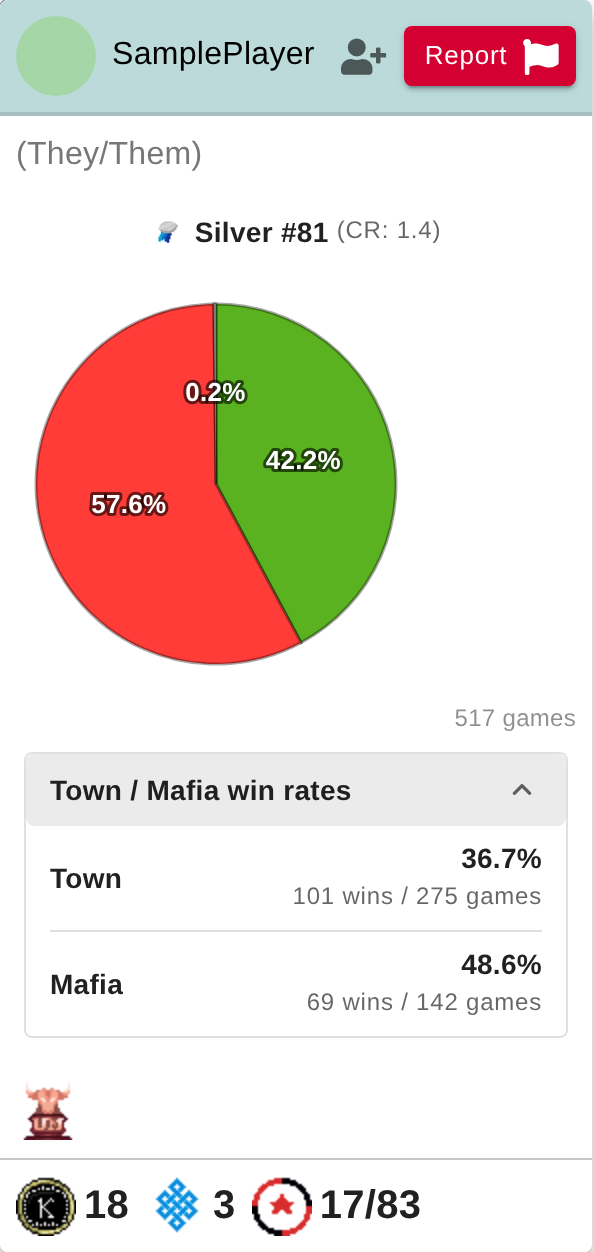 SamplePlayer
Report
(They/Them)
Silver #81 (CR: 1.4)
0.2%
42.2%
57.6%
517 games
Town / Mafia win rates
Town
36.7%
101 wins / 275 games
Mafia
48.6%
69 wins / 142 games
K 18 3 17/83